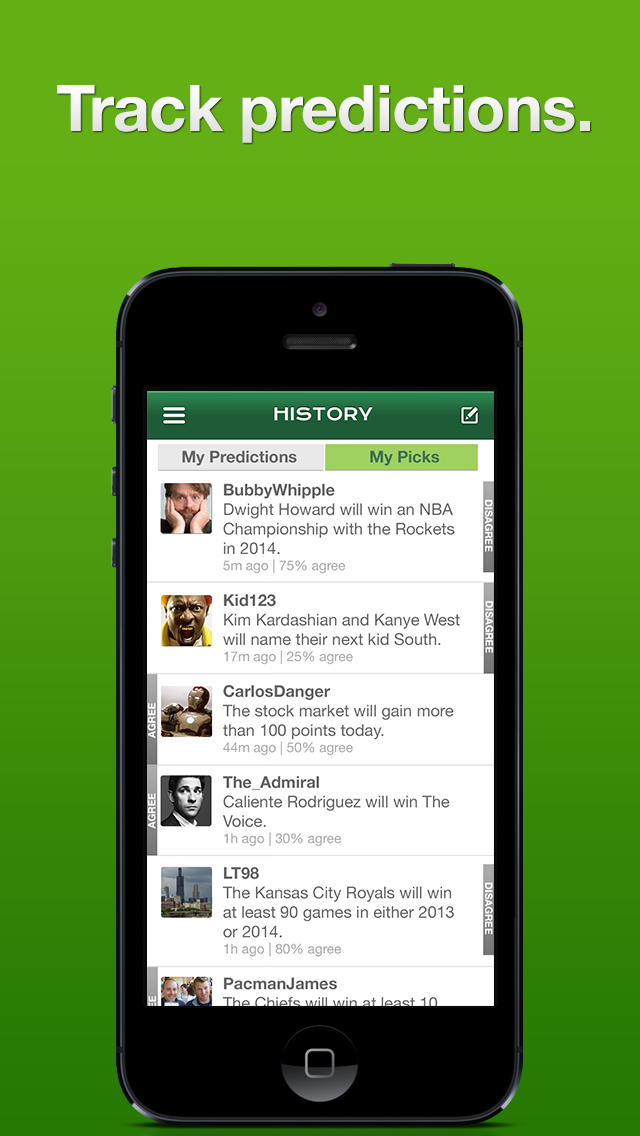 Track predictions.
HISTORY
My Predictions
My Picks
BubbyWhipple
Dwight Howard will win an NBA
Championship with the Rockets
in 2014.
5m ago | 75% agree
DISAGREE
Kid123
Kim Kardashian and Kanye West
will name their next kid South.
17m ago | 25% agree
DISAGREE
AGREE
CarlosDanger
The stock market will gain more
than 100 points today.
44m ago | 50% agree
AGREE
The_Admiral
Caliente Rodriguez will win The
Voice.
1h ago | 30% agree
LT98
The Kansas City Royals will win
at least 90 games in either 2013
or 2014.
1h ago | 80% agree
DISAGREE
PacmanJames
The Chiefs will win at least 10